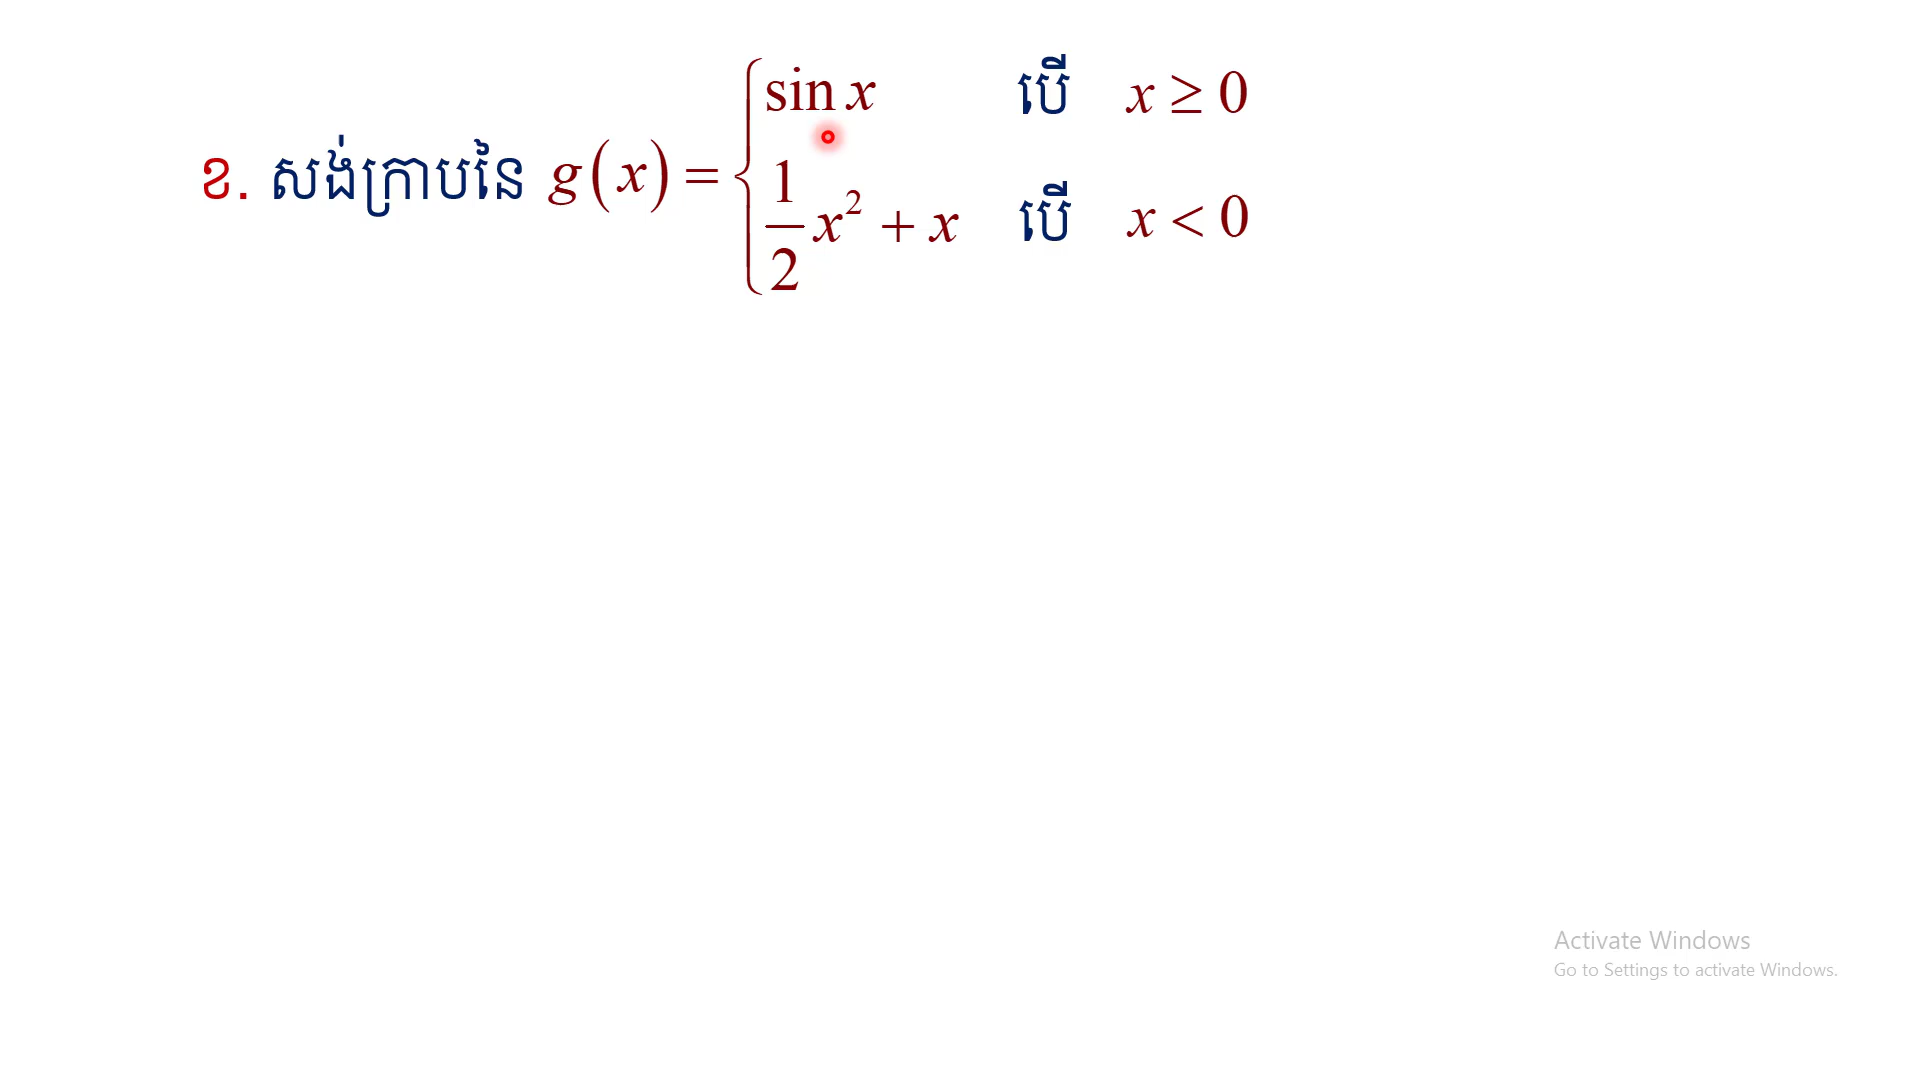 ខ. សង់ក្រាបនៃ g(x) = { sin x បើ x ≥ 0
1/2 x² + x បើ x < 0
Activate Windows
Go to Settings to activate Windows.